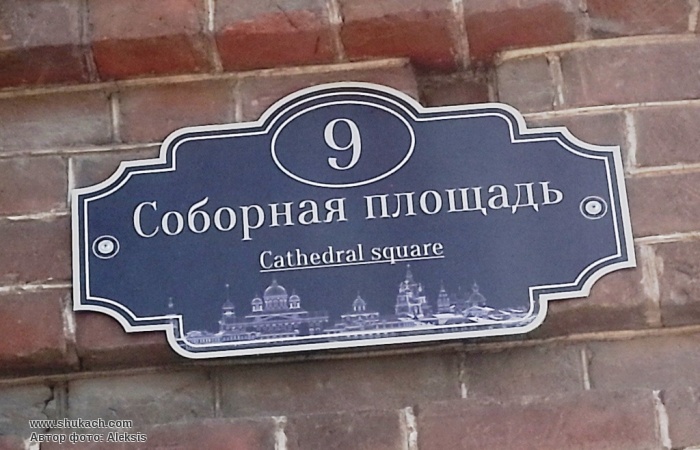 9
Соборная площадь
Cathedral square
www.shukach.com
Автор фото: Aleksis